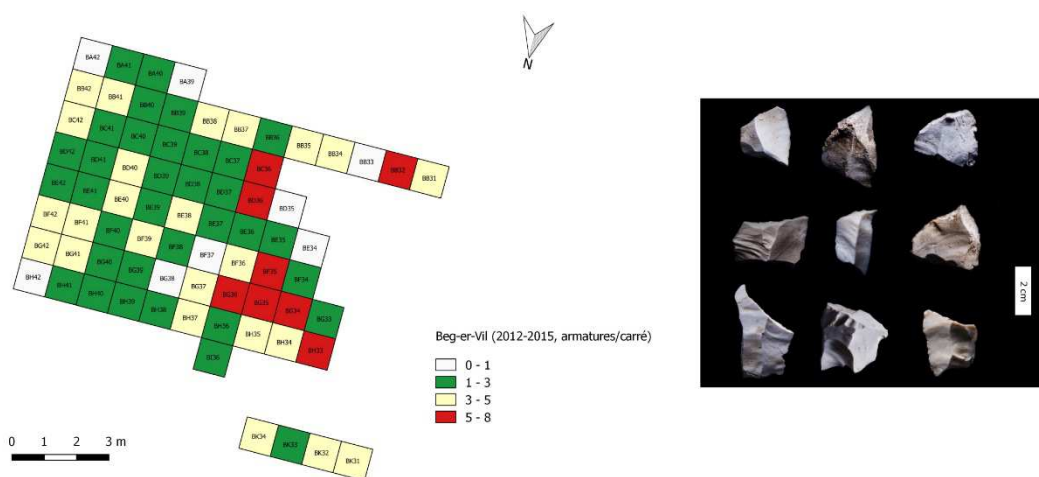 N
BA42 BA41 BA40 BA39
BB42 BB41 BB40 BB39 BB38 BB37 BB36 BB35 BB34 BB33 BB32 BB31
BC42 BC41 BC40 BC39 BC38 BC37 BC36
BD42 BD41 BD40 BD39 BD38 BD37 BD36 BD35
BE42 BE41 BE40 BE39 BE38 BE37 BE36 BE35 BE34
BF42 BF41 BF40 BF39 BF38 BF37 BF36 BF35 BF34
BG42 BG41 BG40 BG39 BG38 BG37 BG36 BG35 BG34 BG33
BH42 BH41 BH40 BH39 BH38 BH37 BH36 BH35 BH34 BH33
BK34 BK33 BK32 BK31
0 1 2 3 m
Beg-er-Vil (2012-2015, armatures/carré)
0 - 1
1 - 3
3 - 5
5 - 8
2 cm